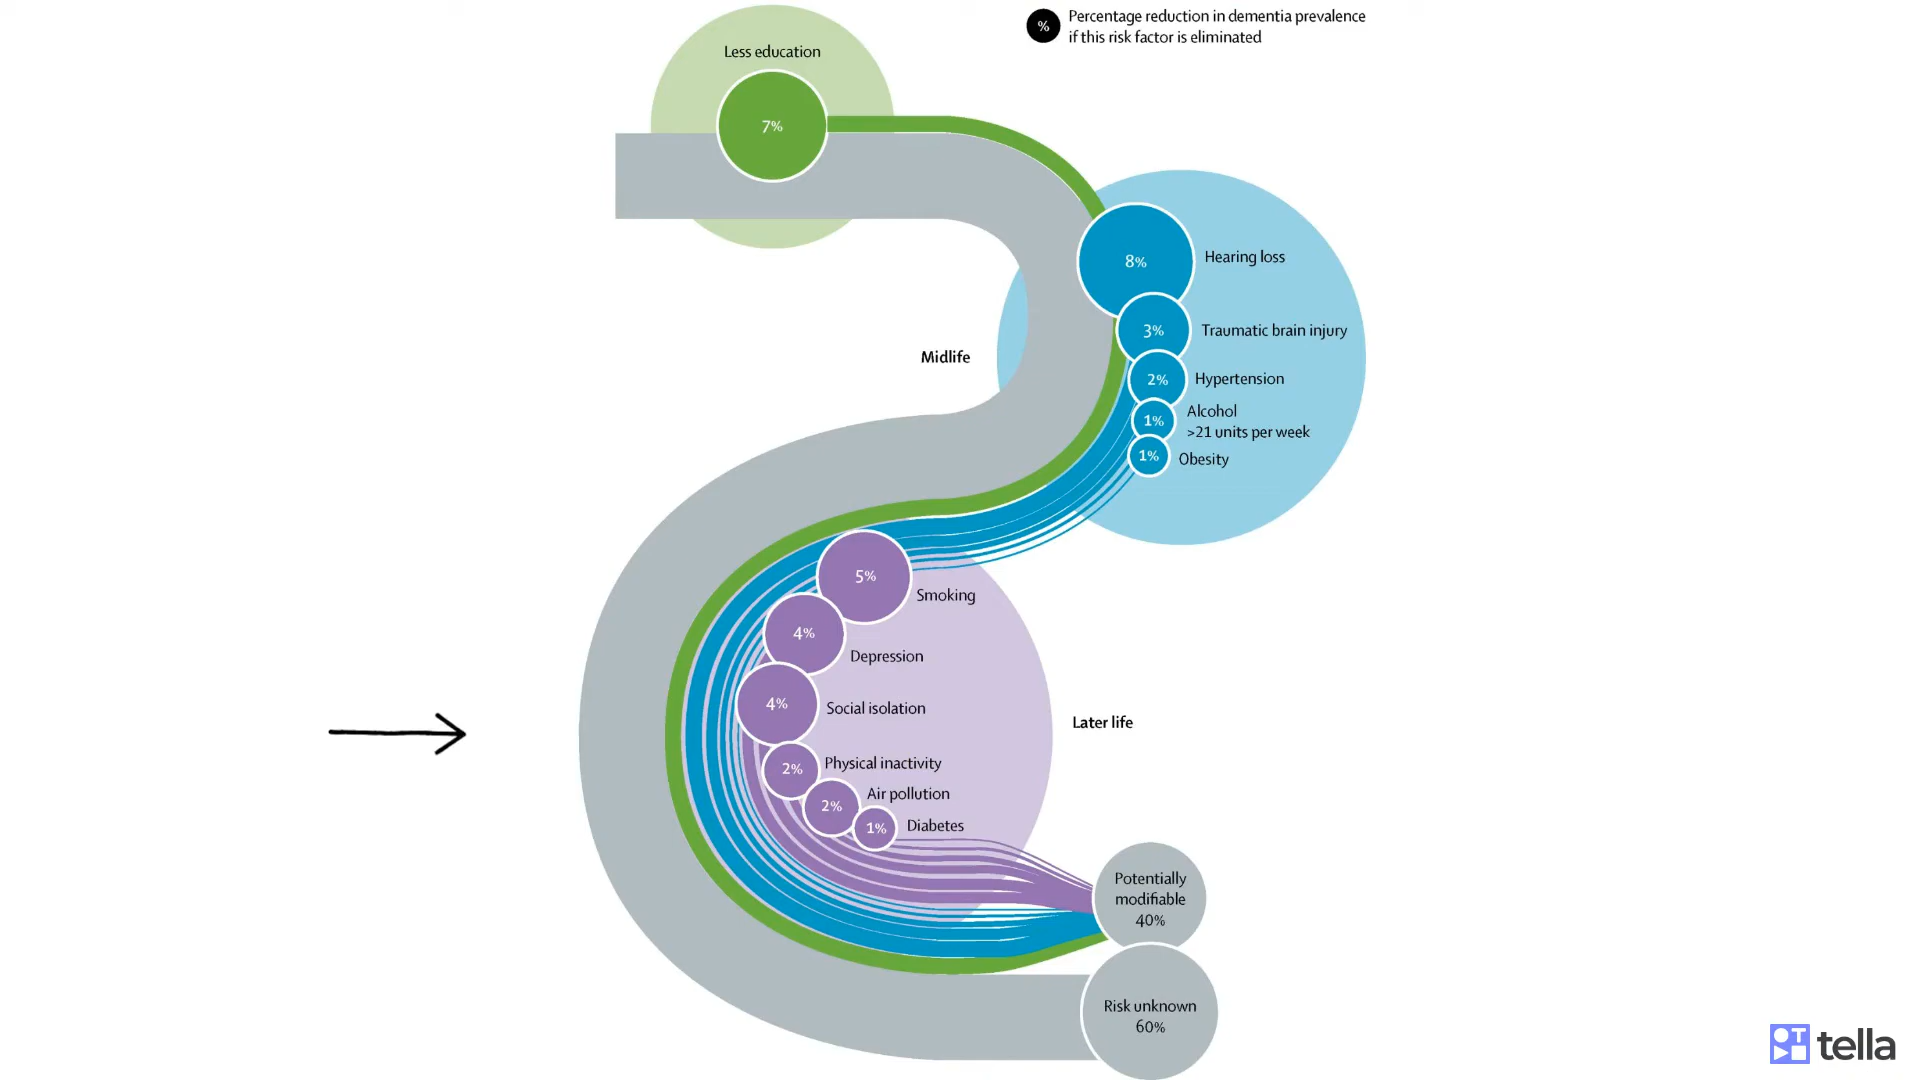 %
Percentage reduction in dementia prevalence
if this risk factor is eliminated
Less education
7%
8%
Hearing loss
3%
Traumatic brain injury
Midlife
2%
Hypertension
1%
Alcohol
>21 units per week
1%
Obesity
5%
Smoking
4%
Depression
4%
Social isolation
Later life
2%
Physical inactivity
2%
Air pollution
1%
Diabetes
Potentially
modifiable
40%
Risk unknown
60%
tella